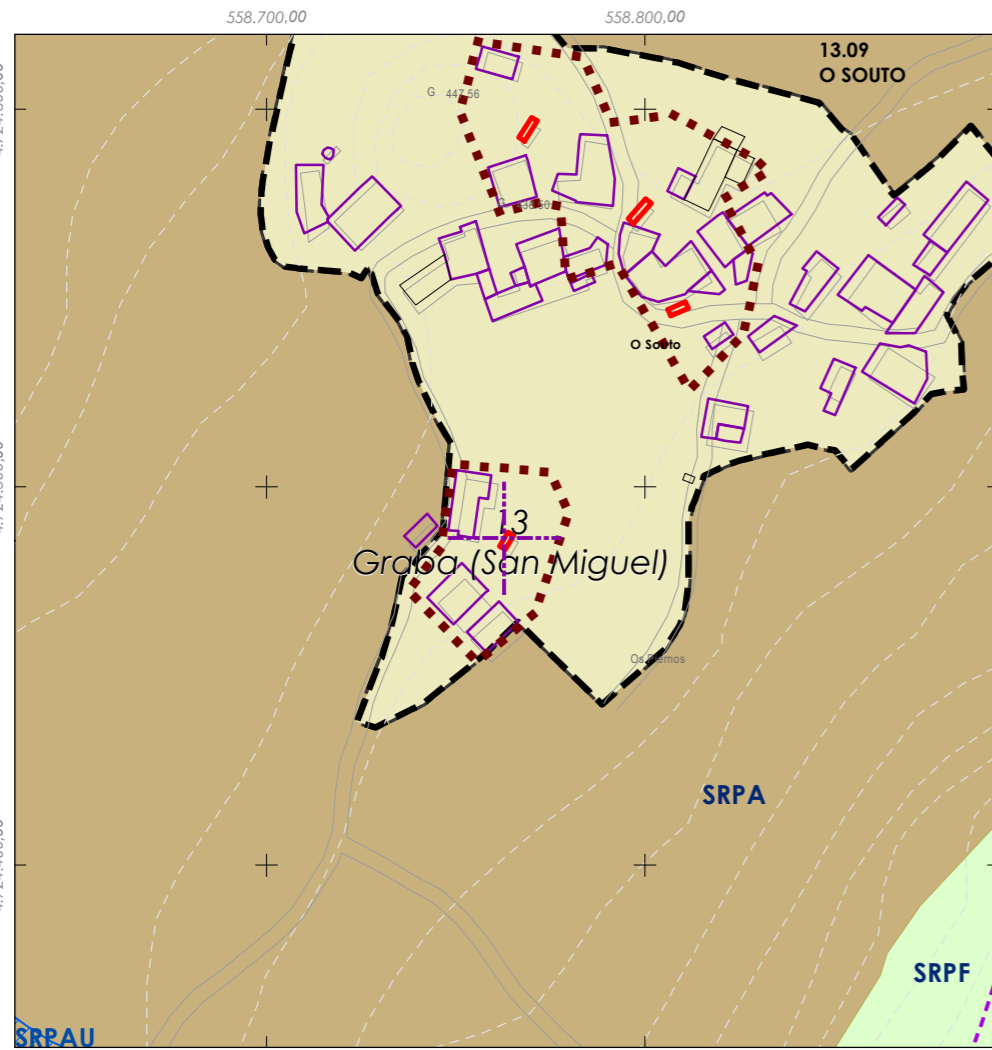 558.700,00
558.800,00
13.09
O SOUTO
G 447.56
G
O Souto
13
Graba (San Miguel)
SRPA
SRPF
SRPAU